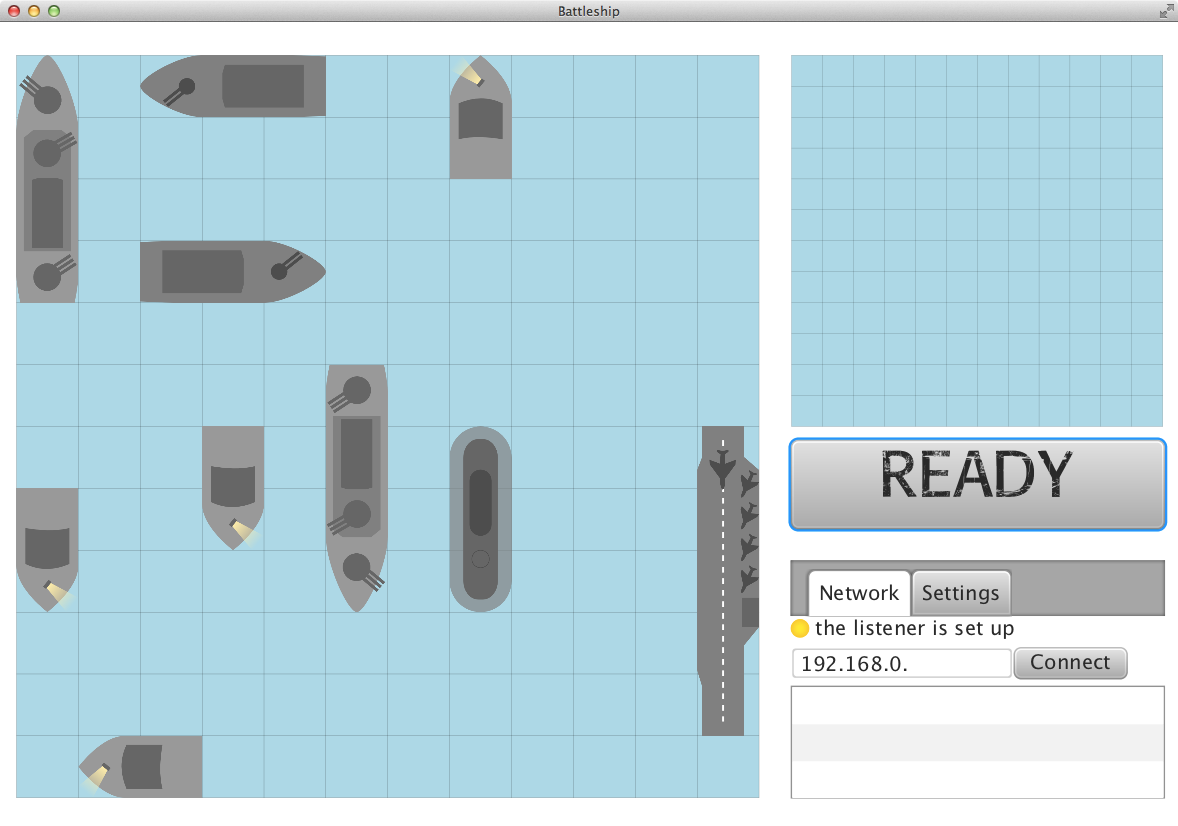 Battleship
READY
Network
Settings
the listener is set up
192.168.0.
Connect